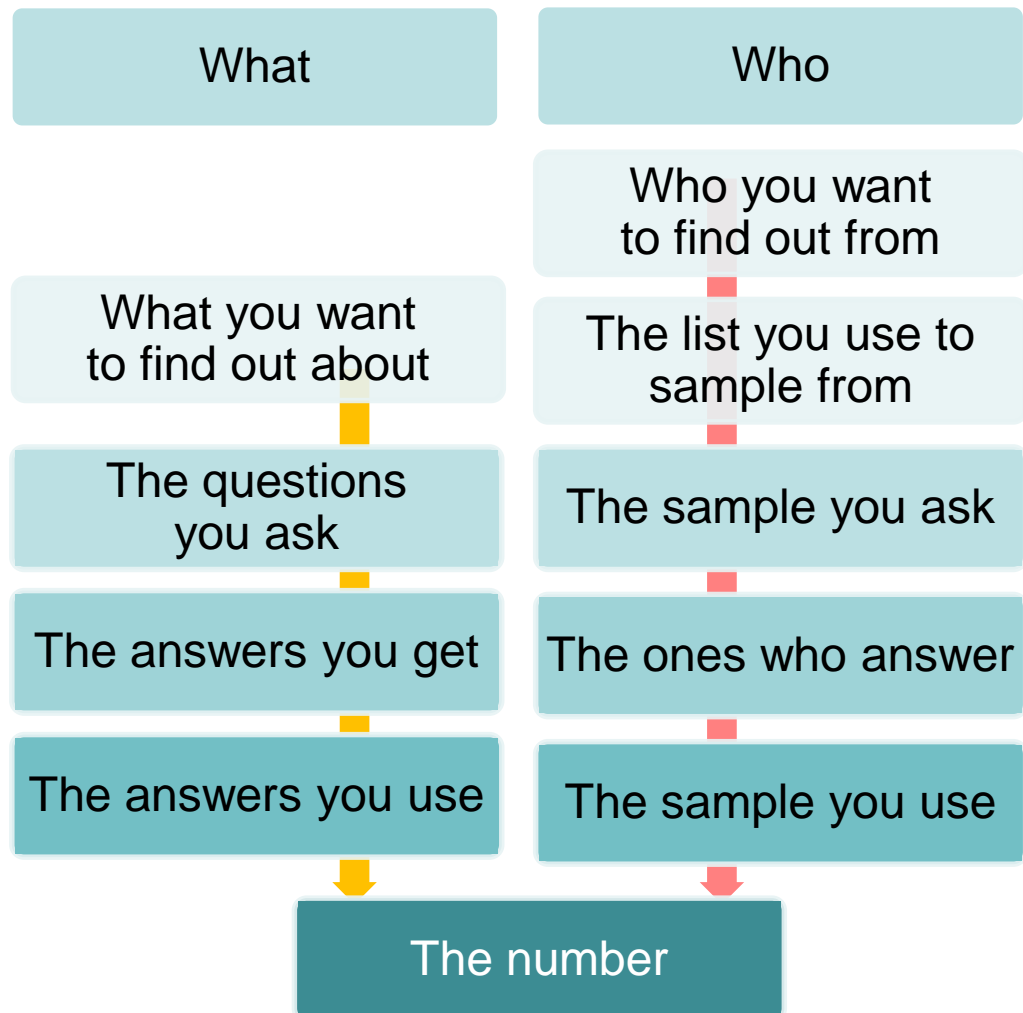 What
Who
Who you want
to find out from
What you want
to find out about
The list you use to
sample from
The questions
you ask
The sample you ask
The answers you get
The ones who answer
The answers you use
The sample you use
The number